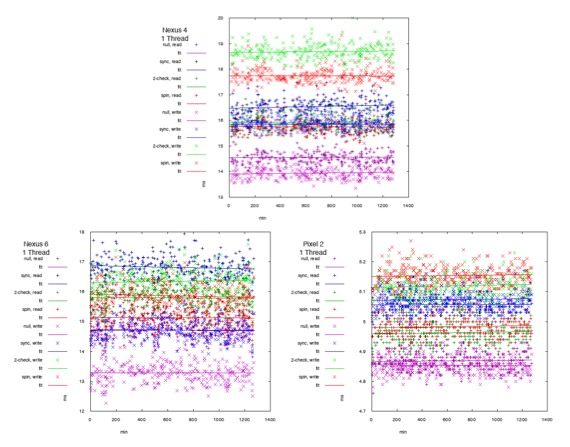 Nexus 4
1 Thread
null, read
fit
sync, read
fit
2-check, read
fit
spin, read
fit
null, write
fit
sync, write
fit
2-check, write
fit
spin, write
fit
ms
20
19
18
17
16
15
14
13
0 200 400 600 800 1000 1200 1400
min
Nexus 6
1 Thread
null, read
fit
sync, read
fit
2-check, read
fit
spin, read
fit
null, write
fit
sync, write
fit
2-check, write
fit
spin, write
fit
ms
18
17
16
15
14
13
12
0 200 400 600 800 1000 1200 1400
min
Pixel 2
1 Thread
null, read
fit
sync, read
fit
2-check, read
fit
spin, read
fit
null, write
fit
sync, write
fit
2-check, write
fit
spin, write
fit
ms
5.3
5.2
5.1
5
4.9
4.8
4.7
0 200 400 600 800 1000 1200 1400
min